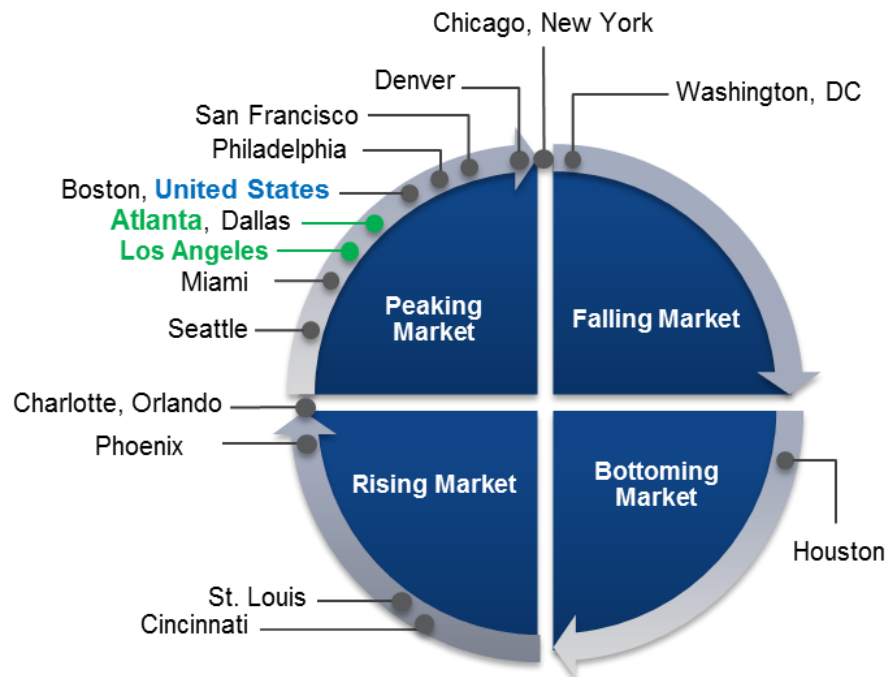 Chicago, New York
Denver
Washington, DC
San Francisco
Philadelphia
Boston, United States
Atlanta, Dallas
Los Angeles
Miami
Seattle
Peaking
Market
Falling Market
Charlotte, Orlando
Phoenix
Rising Market
Bottoming
Market
Houston
St. Louis
Cincinnati